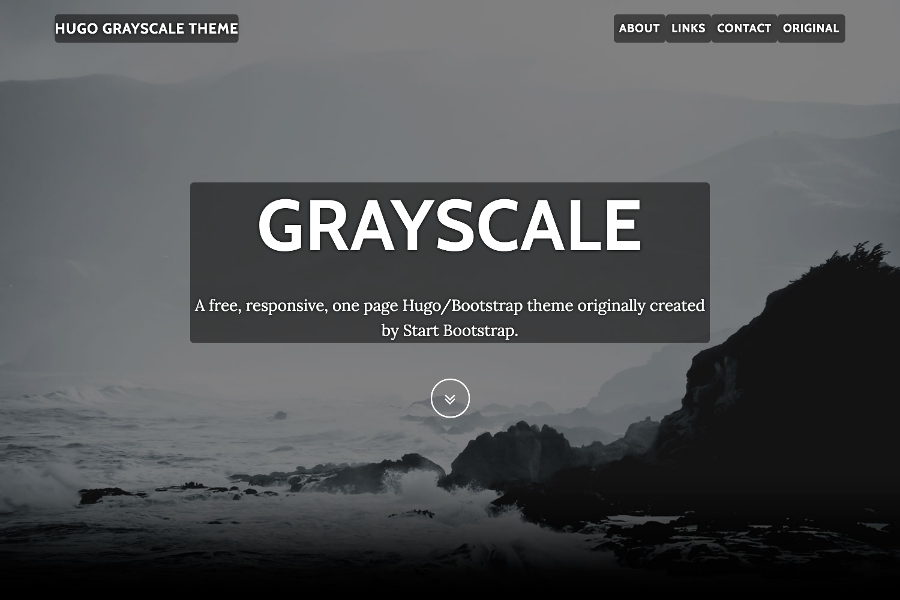 HUGO GRAYSCALE THEME
ABOUT LINKS CONTACT ORIGINAL
GRAYSCALE
A free, responsive, one page Hugo/Bootstrap theme originally created
by Start Bootstrap.